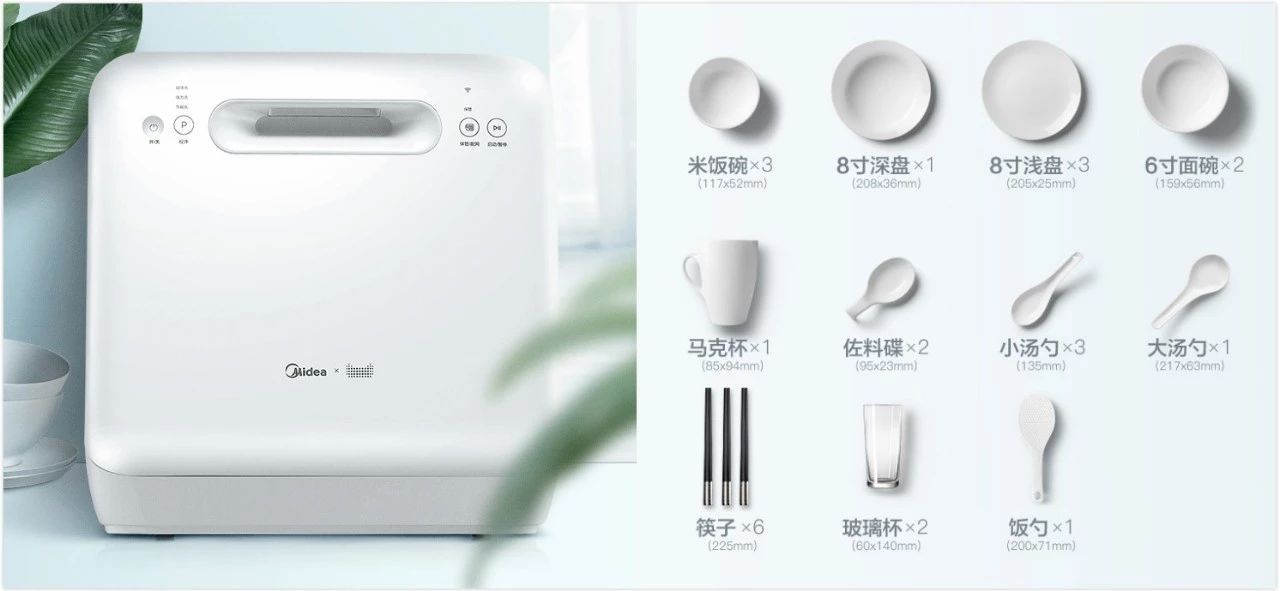 程序
Midea ×
米饭碗×3
(117x52mm)
8寸深盘×1
(208x36mm)
8寸浅盘×3
(205x25mm)
6寸面碗×2
(159x56mm)
马克杯×1
(85x94mm)
佐料碟×2
(95x23mm)
小汤勺×3
(135mm)
大汤勺×1
(217x63mm)
筷子×6
(225mm)
玻璃杯×2
(60x140mm)
饭勺×1
(200x71mm)